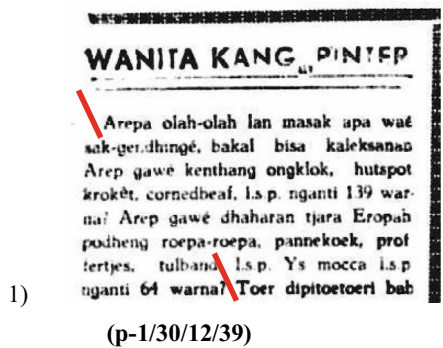 WANITA KANG PINTER
Arepa olah-olah lan masak apa waé
sak-gendhingé, bakal bisa kaleksanan
Arep gawé kenthang ongklok, hutspot
krokèt, cornedbeaf, l.s.p. nganti 139 war-
na? Arep gawé dhaharan tjara Eropah
podheng roepa-roepa, pannekoek, prof
tertjes, tulband l.s.p. Ys mocca l.s.p
nganti 64 warna? Toer dipitoetoeri bab
1)
(p-1/30/12/39)